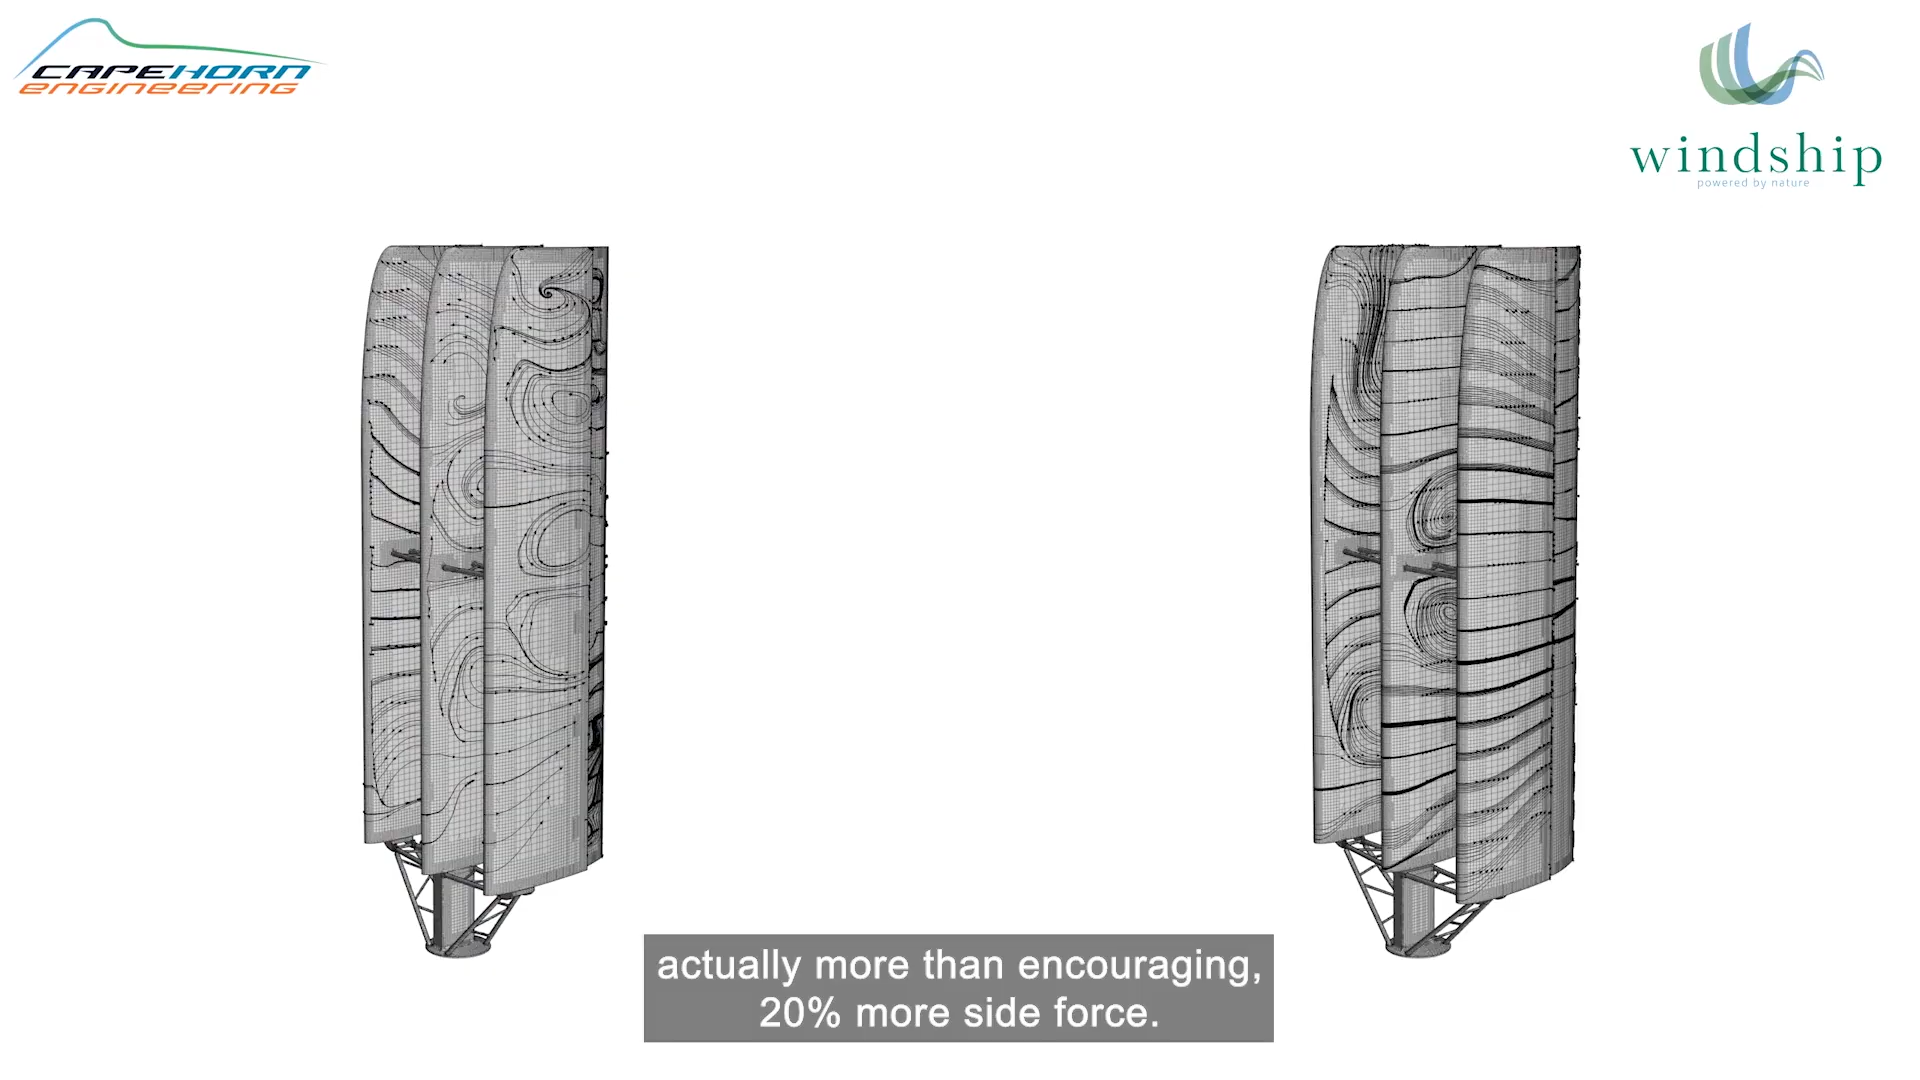 CAPEHORN
engineering
windship
powered by nature
actually more than encouraging,
20% more side force.